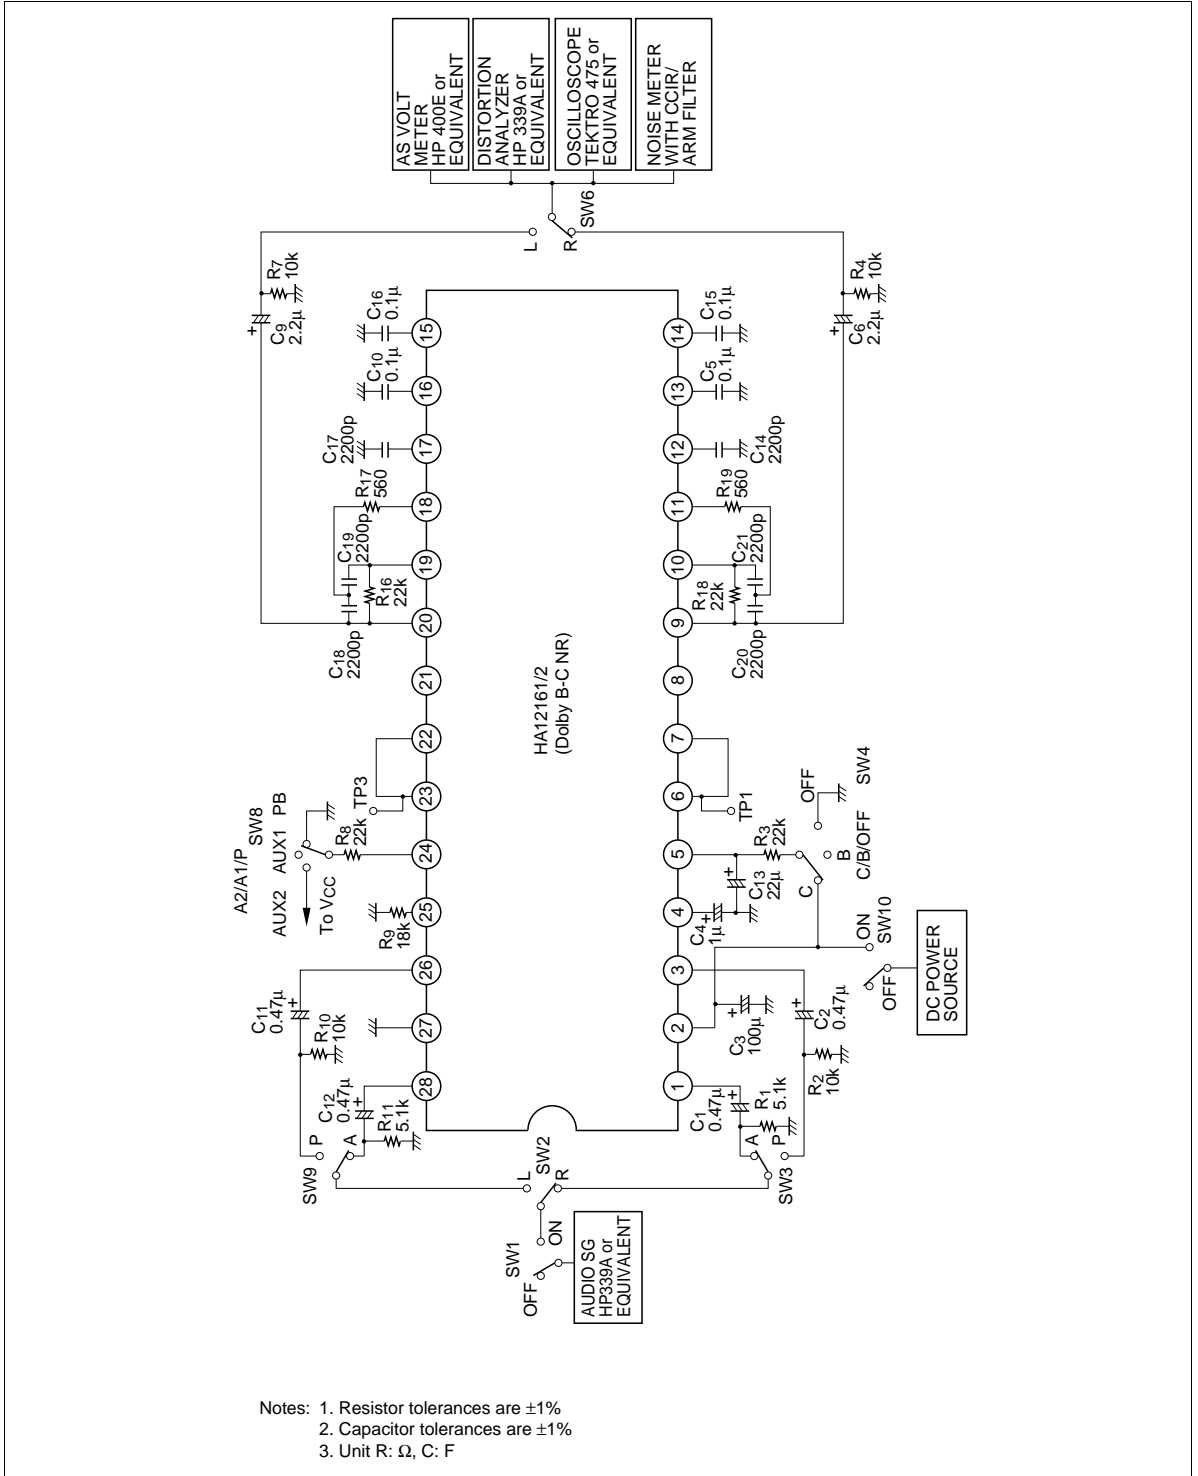 AS VOLT
METER
HP 400E or
EQUIVALENT
DISTORTION
ANALYZER
HP 339A or
EQUIVALENT
OSCILLOSCOPE
TEKTRO 475 or
EQUIVALENT
NOISE METER
WITH CCIR/
ARM FILTER
SW6
L
R
R7
10k
C9
2.2µ
+
R4
10k
C6
2.2µ
+
C16
0.1µ
C10
0.1µ
C17
2200p
R17
560
C19
2200p
R16
22k
C18
2200p
15
16
17
18
19
20
21
22
23
24
25
26
27
28
C15
0.1µ
C5
0.1µ
C14
2200p
R19
560
C21
2200p
R18
22k
C20
2200p
14
13
12
11
10
9
8
7
6
5
4
3
2
1
HA12161/2
(Dolby B-C NR)
TP3
A2/A1/P
SW8
AUX2
AUX1
PB
To VCC
R8
22k
R9
18k
C11
0.47µ
+
R10
10k
C12
0.47µ
+
R11
5.1k
SW9
P
A
TP1
R3
22k
C13
22µ
+
C4
1µ
+
OFF
SW4
B
C/B/OFF
C
ON
SW10
OFF
DC POWER
SOURCE
C3
100µ
+
C2
0.47µ
+
R2
10k
C1
0.47µ
+
R1
5.1k
A
P
SW3
SW2
L
R
SW1
ON
OFF
AUDIO SG
HP339A or
EQUIVALENT
Notes: 1. Resistor tolerances are ±1%
2. Capacitor tolerances are ±1%
3. Unit R: Ω, C: F